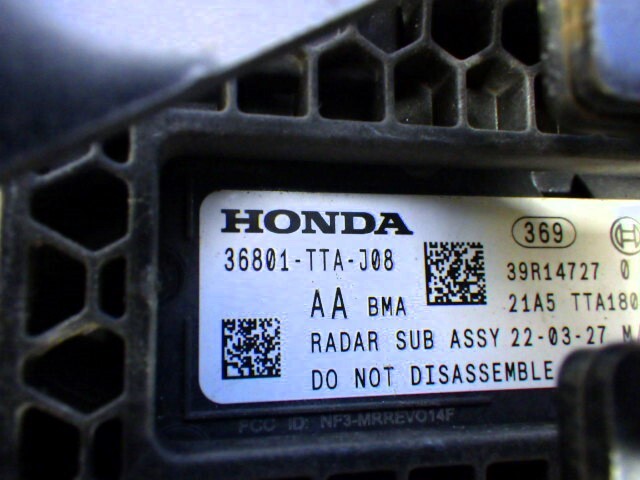 HONDA
369
36801-TTA-J08
39R14727 0
AA BMA
21A5 TTA180
RADAR SUB ASSY 22-03-27
DO NOT DISASSEMBLE
FCC ID: NF3-MRREVO14F